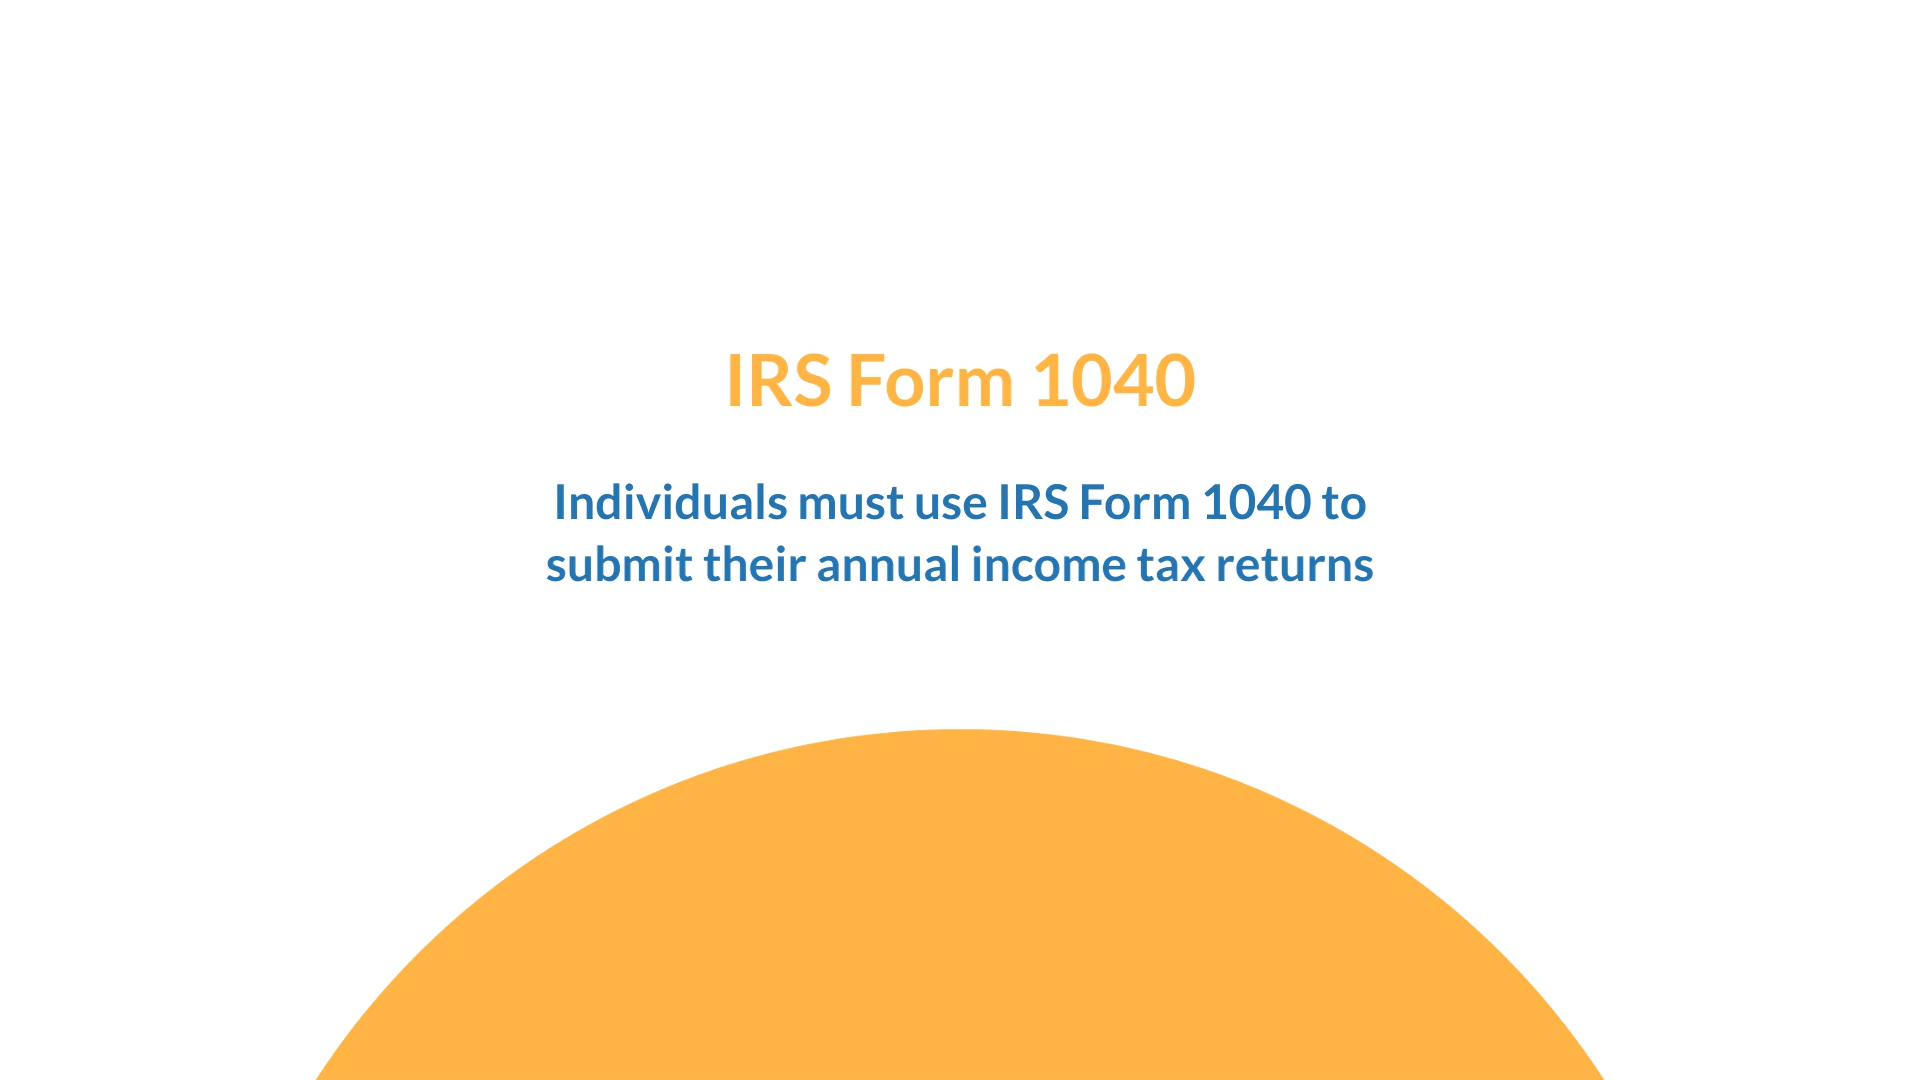 IRS Form 1040
Individuals must use IRS Form 1040 to
submit their annual income tax returns